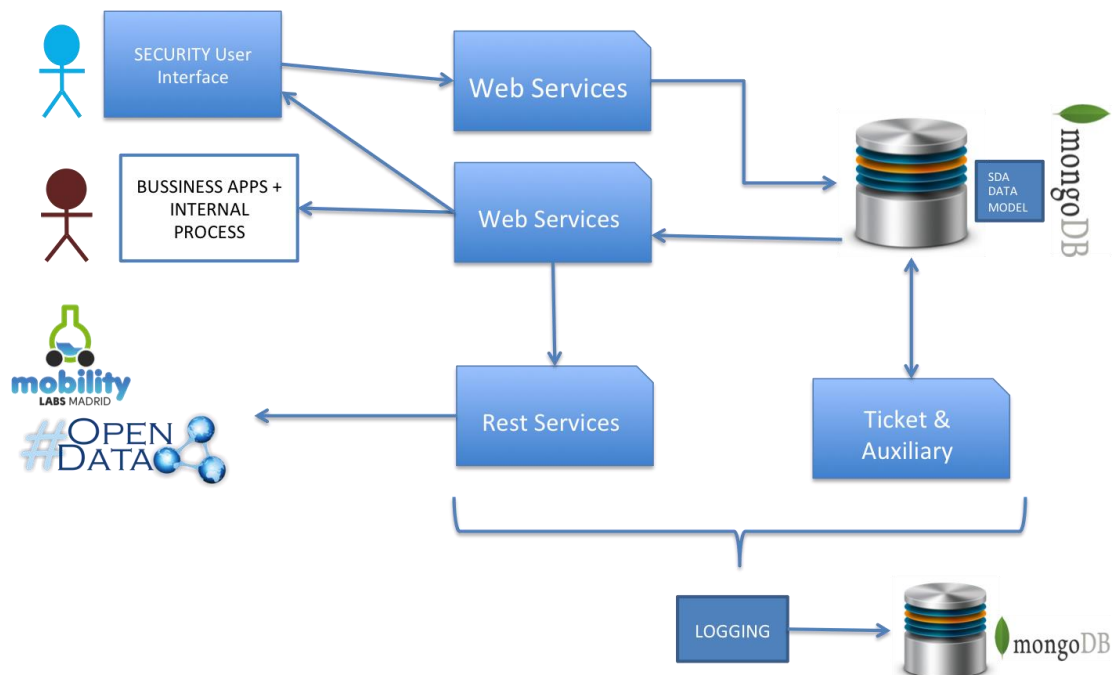 SECURITY User
Interface
Web Services
BUSSINESS APPS +
INTERNAL
PROCESS
Web Services
SDA
DATA
MODEL
mongoDB
mobility
LABS MADRID
#OPEN
DATA
Rest Services
Ticket &
Auxiliary
LOGGING
mongoDB